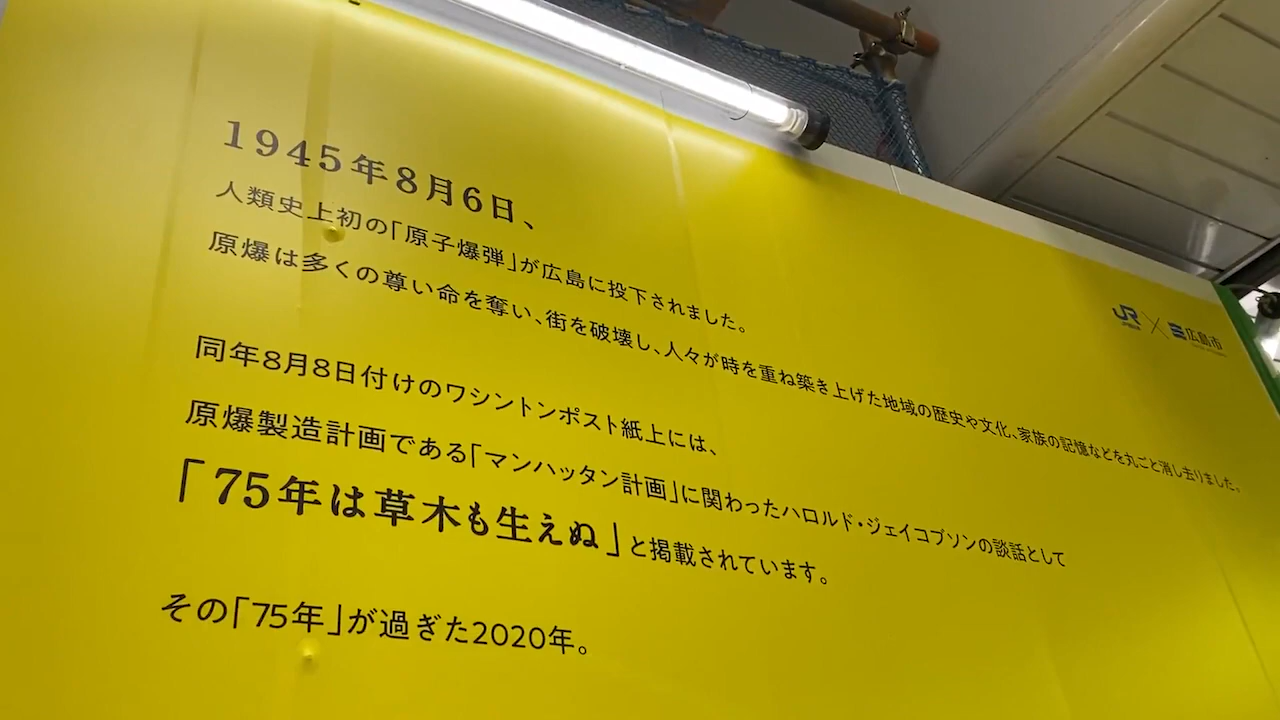 1945年8月6日、
人類史上初の「原子爆弾」が広島に投下されました。
原爆は多くの尊い命を奪い、街を破壊し、人々が時を重ね築き上げた地域の歴史や文化、家族の記憶などを丸ごと消し去りました。
同年8月8日付けのワシントンポスト紙上には、
原爆製造計画である「マンハッタン計画」に関わったハロルド・ジェイコブソンの談話として
「75年は草木も生えぬ」と掲載されています。
その「75年」が過ぎた2020年。
JR × 広島市